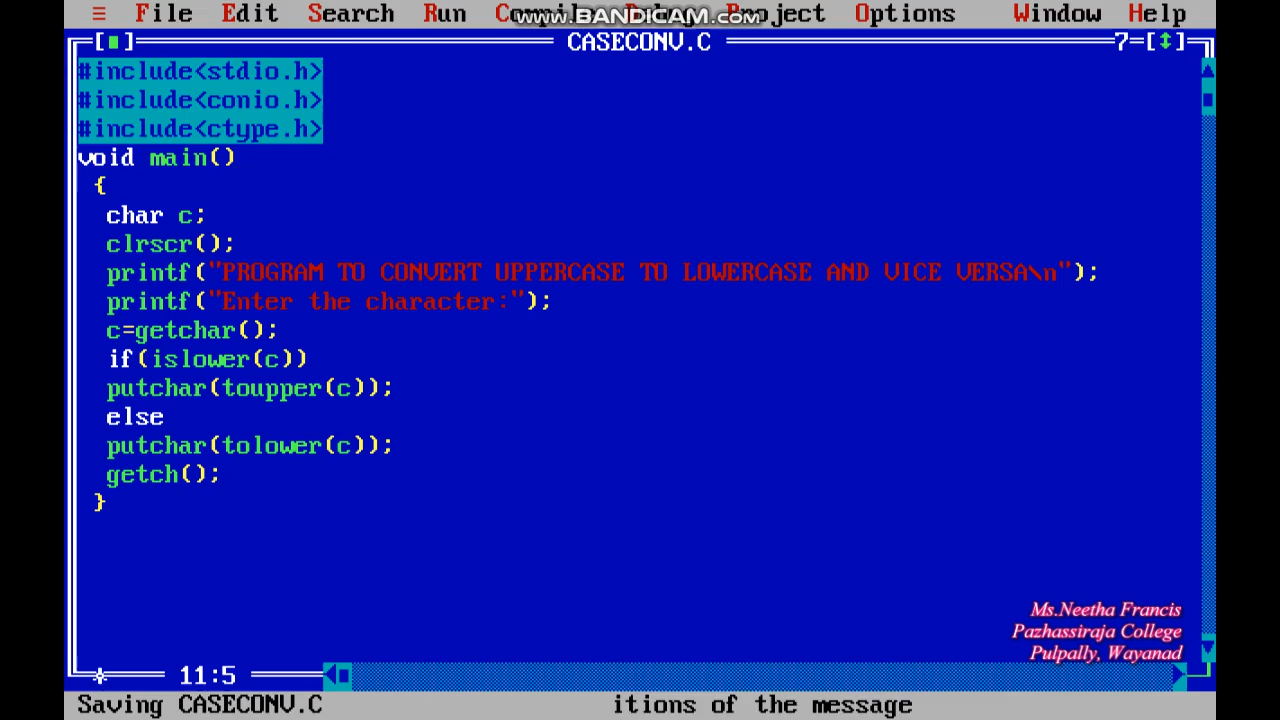 ≡ File Edit Search Run Compile Debug Project Options Window Help
www.BANDICAM.com
CASECONV.C 7
#include<stdio.h>
#include<conio.h>
#include<ctype.h>
void main()
{
char c;
clrscr();
printf("PROGRAM TO CONVERT UPPERCASE TO LOWERCASE AND VICE VERSA\n");
printf("Enter the character:");
c=getchar();
if(islower(c))
putchar(toupper(c));
else
putchar(tolower(c));
getch();
}
Ms.Neetha Francis
Pazhassiraja College
Pulpally, Wayanad
11:5
Saving CASECONV.C itions of the message